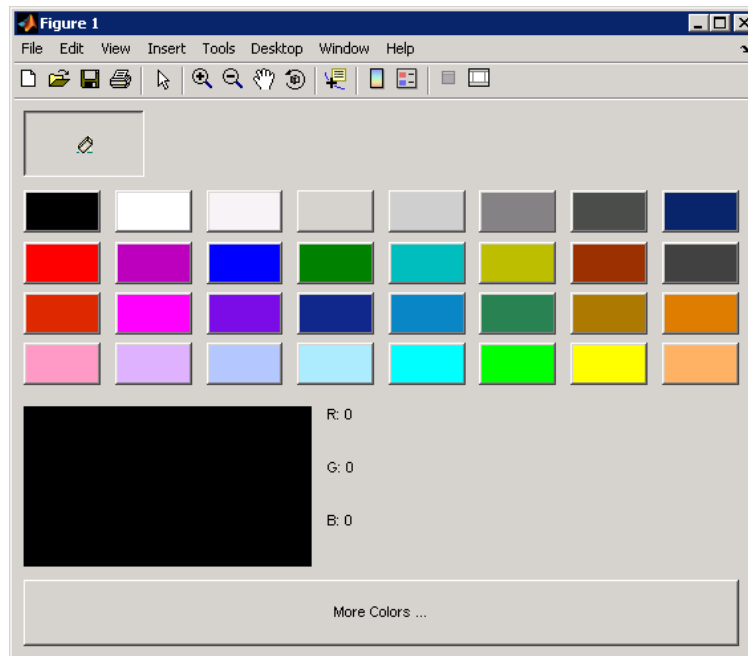 Figure 1
File Edit View Insert Tools Desktop Window Help
R: 0
G: 0
B: 0
More Colors ...